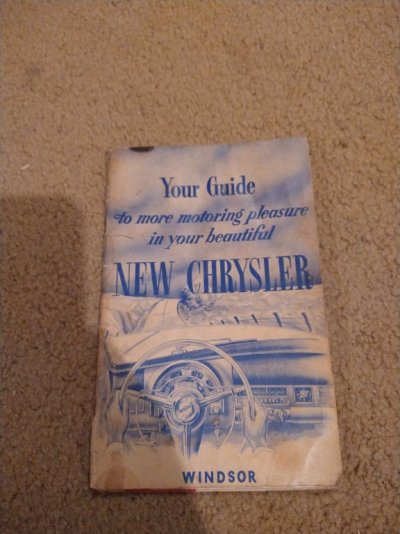 Your Guide
to more motoring pleasure
in your beautiful
NEW CHRYSLER
WINDSOR